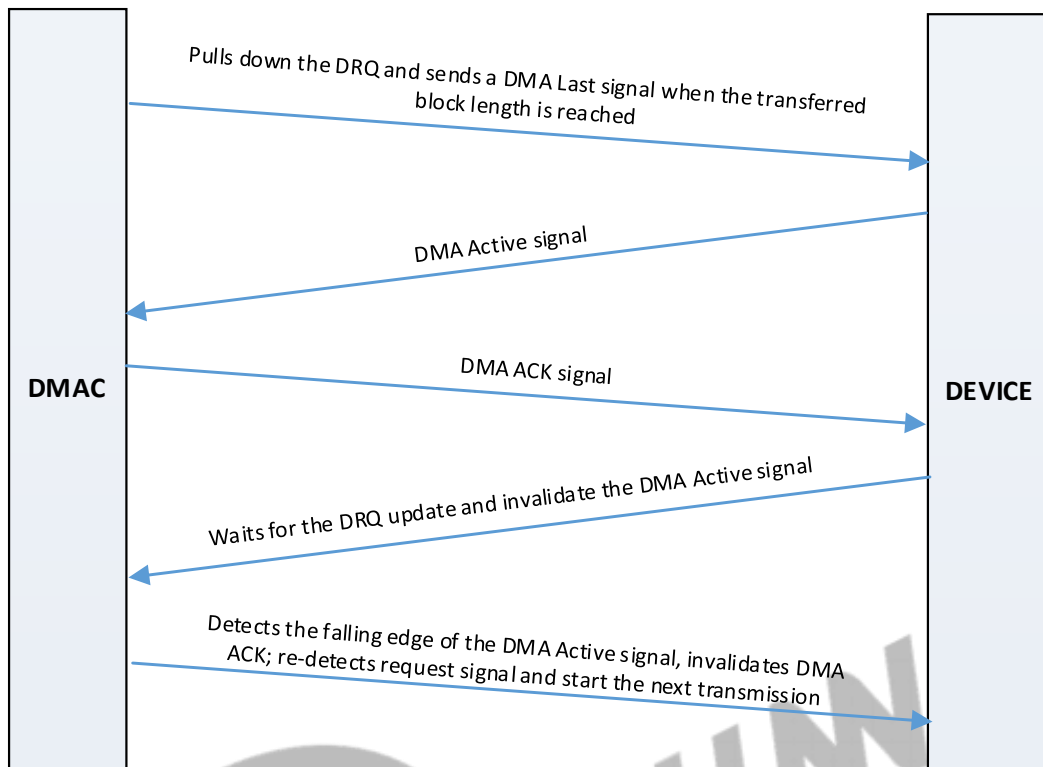 Pulls down the DRQ and sends a DMA Last signal when the transferred
block length is reached
DMA Active signal
DMA ACK signal
DMAC
DEVICE
Waits for the DRQ update and invalidate the DMA Active signal
Detects the falling edge of the DMA Active signal, invalidates DMA
ACK; re-detects request signal and start the next transmission